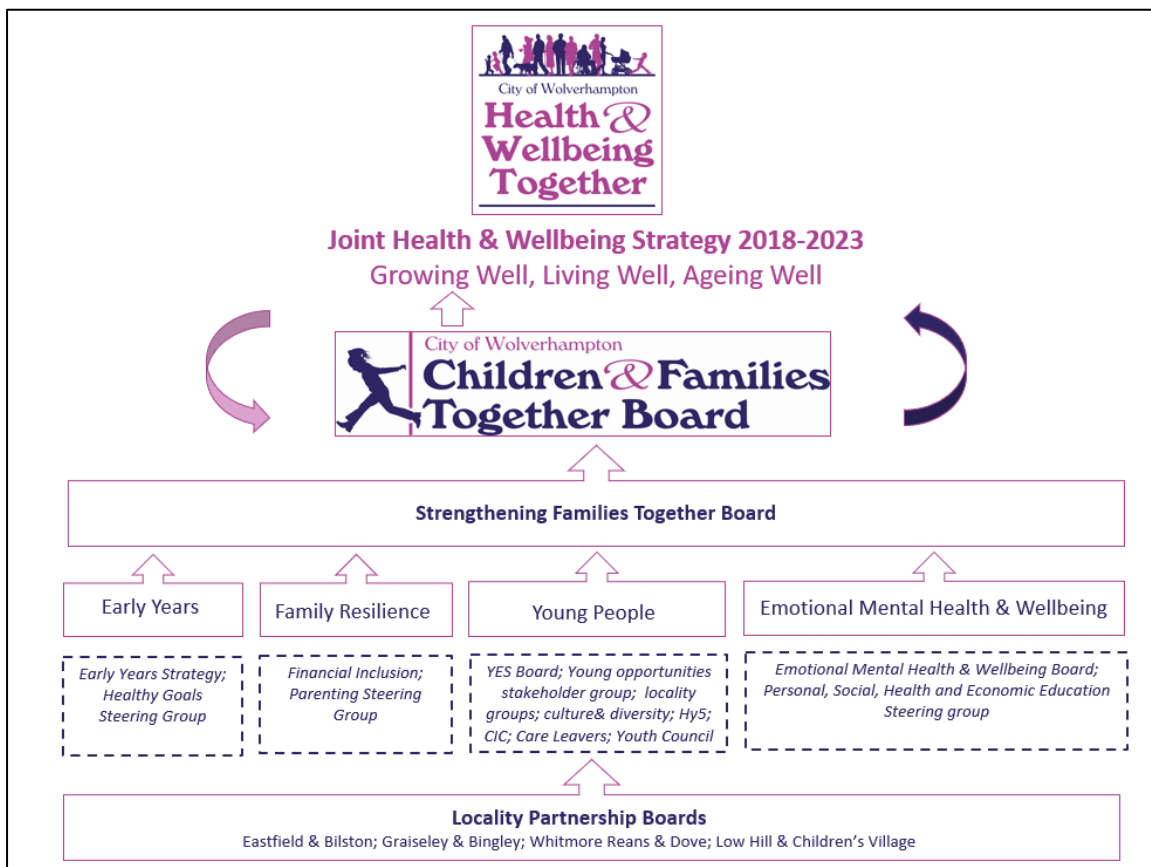 City of Wolverhampton
Health &
Wellbeing
Together
Joint Health & Wellbeing Strategy 2018-2023
Growing Well, Living Well, Ageing Well
City of Wolverhampton
Children & Families
Together Board
Strengthening Families Together Board
Early Years
Family Resilience
Young People
Emotional Mental Health & Wellbeing
Early Years Strategy;
Healthy Goals
Steering Group
Financial Inclusion;
Parenting Steering
Group
YES Board; Young opportunities
stakeholder group; locality
groups; culture& diversity; Hy5;
CIC; Care Leavers; Youth Council
Emotional Mental Health & Wellbeing Board;
Personal, Social, Health and Economic Education
Steering group
Locality Partnership Boards
Eastfield & Bilston; Graiseley & Bingley; Whitmore Reans & Dove; Low Hill & Children's Village